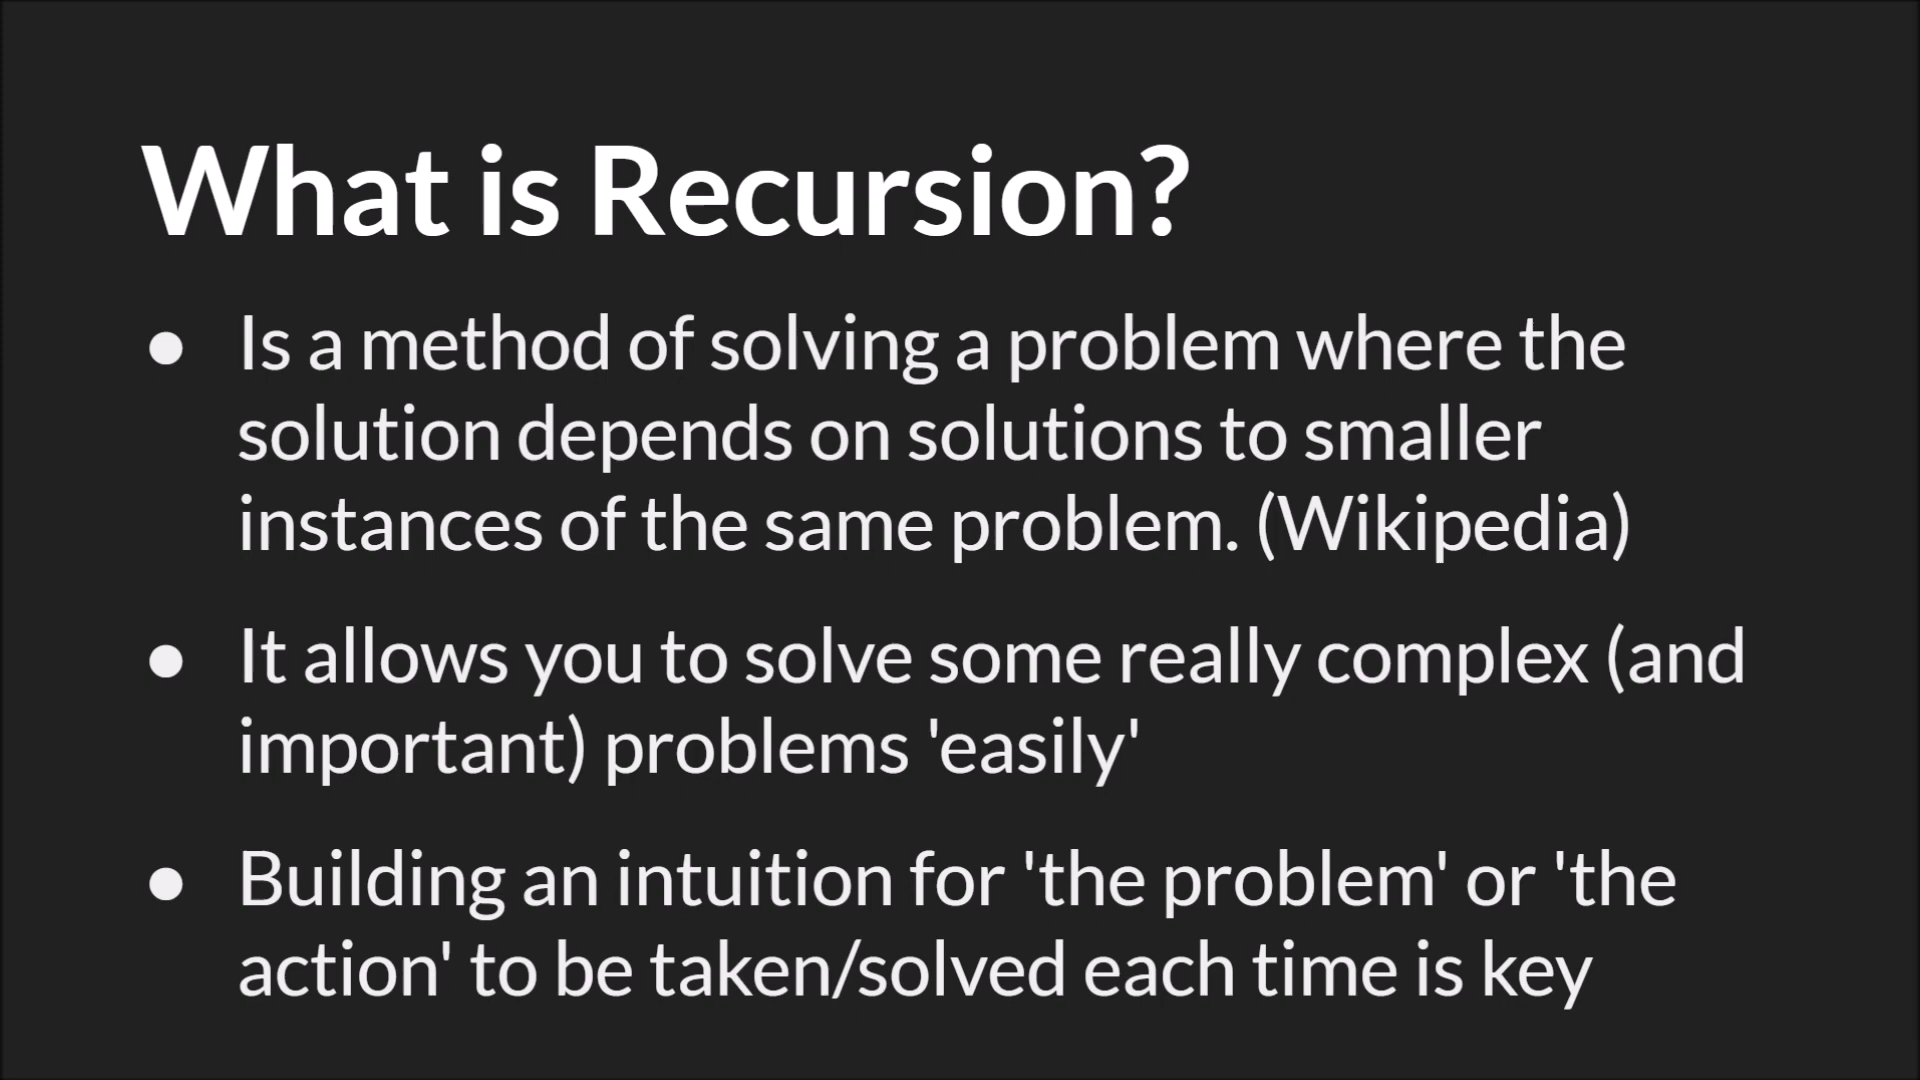 What is Recursion?
● Is a method of solving a problem where the
solution depends on solutions to smaller
instances of the same problem. (Wikipedia)
● It allows you to solve some really complex (and
important) problems 'easily'
● Building an intuition for 'the problem' or 'the
action' to be taken/solved each time is key